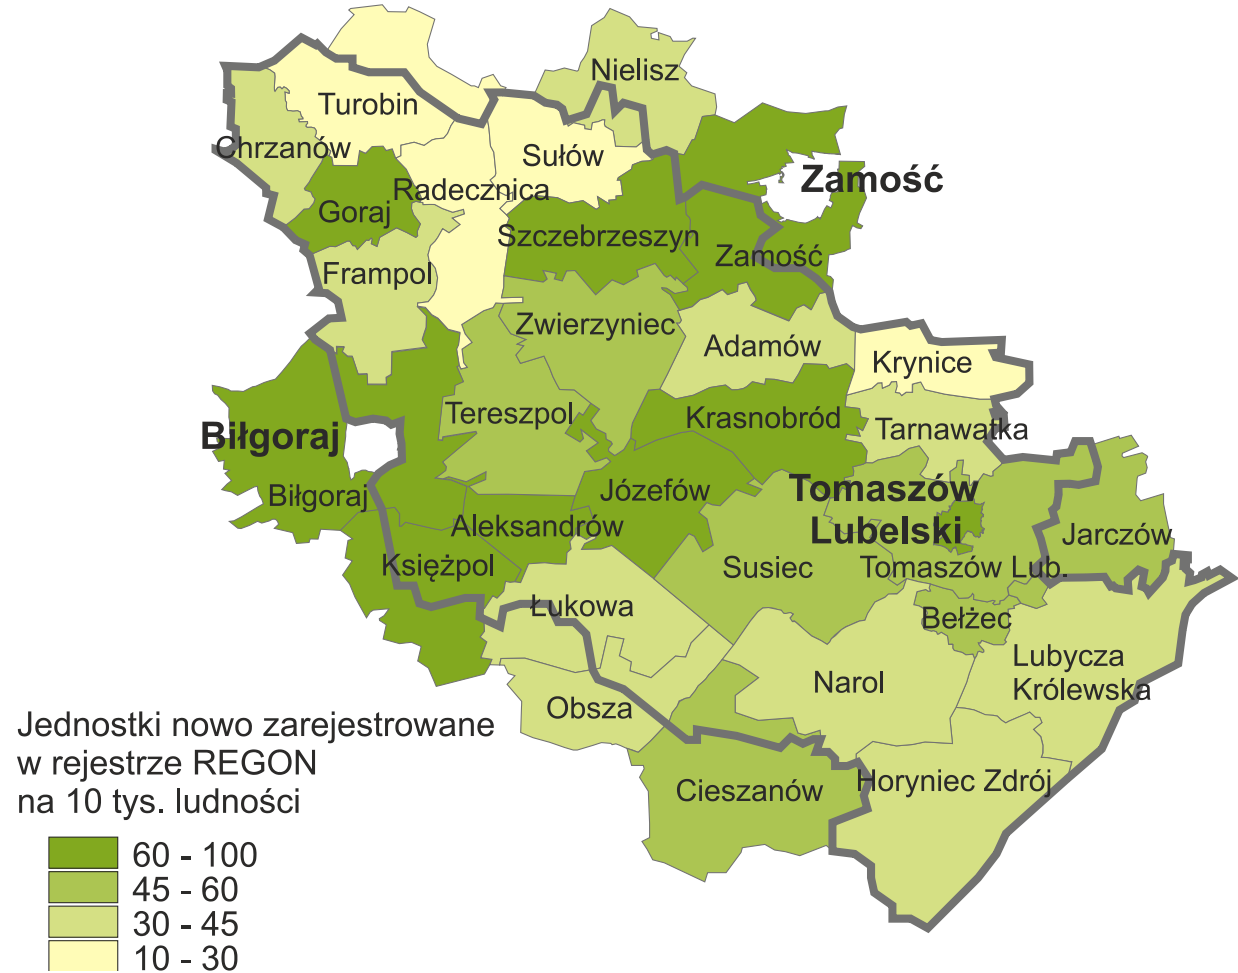 Nielisz
Turobin
Chrzanów
Sułów
Zamość
Radecznica
Goraj
Szczebrzeszyn
Zamość
Frampol
Zwierzyniec
Adamów
Krynice
Tereszpol
Krasnobród
Tarnawatka
Biłgoraj
Biłgoraj
Józefów
Tomaszów
Lubelski
Aleksandrów
Jarczów
Księżpol
Susiec
Tomaszów Lub.
Łukowa
Bełżec
Lubycza
Królewska
Narol
Obsza
Cieszanów
Horyniec Zdrój
Jednostki nowo zarejestrowane
w rejestrze REGON
na 10 tys. ludności
60 - 100
45 - 60
30 - 45
10 - 30